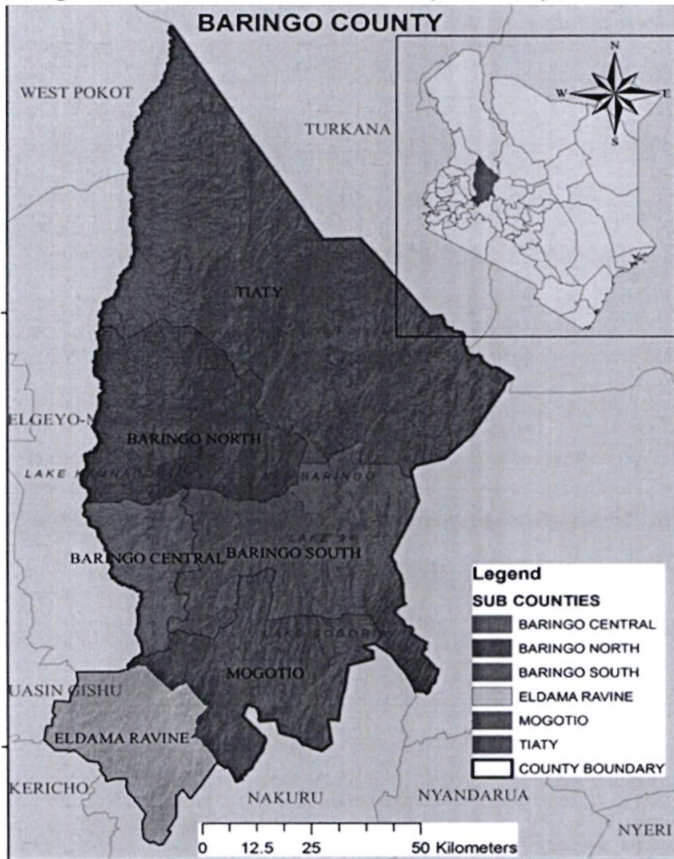 BARINGO COUNTY
WEST POKOT
TURKANA
N
W
E
S
TIATY
BARINGO NORTH
BARINGO
BARINGO CENTRAL
BARINGO SOUTH
LAKE
MOGOTIO
UASIN GISHU
ELDAMA RAVINE
KERICHO
NAKURU
NYANDARUA
NYERI
Legend
SUB COUNTIES
BARINGO CENTRAL
BARINGO NORTH
BARINGO SOUTH
ELDAMA RAVINE
MOGOTIO
TIATY
COUNTY BOUNDARY
0 12.5 25 50 Kilometers